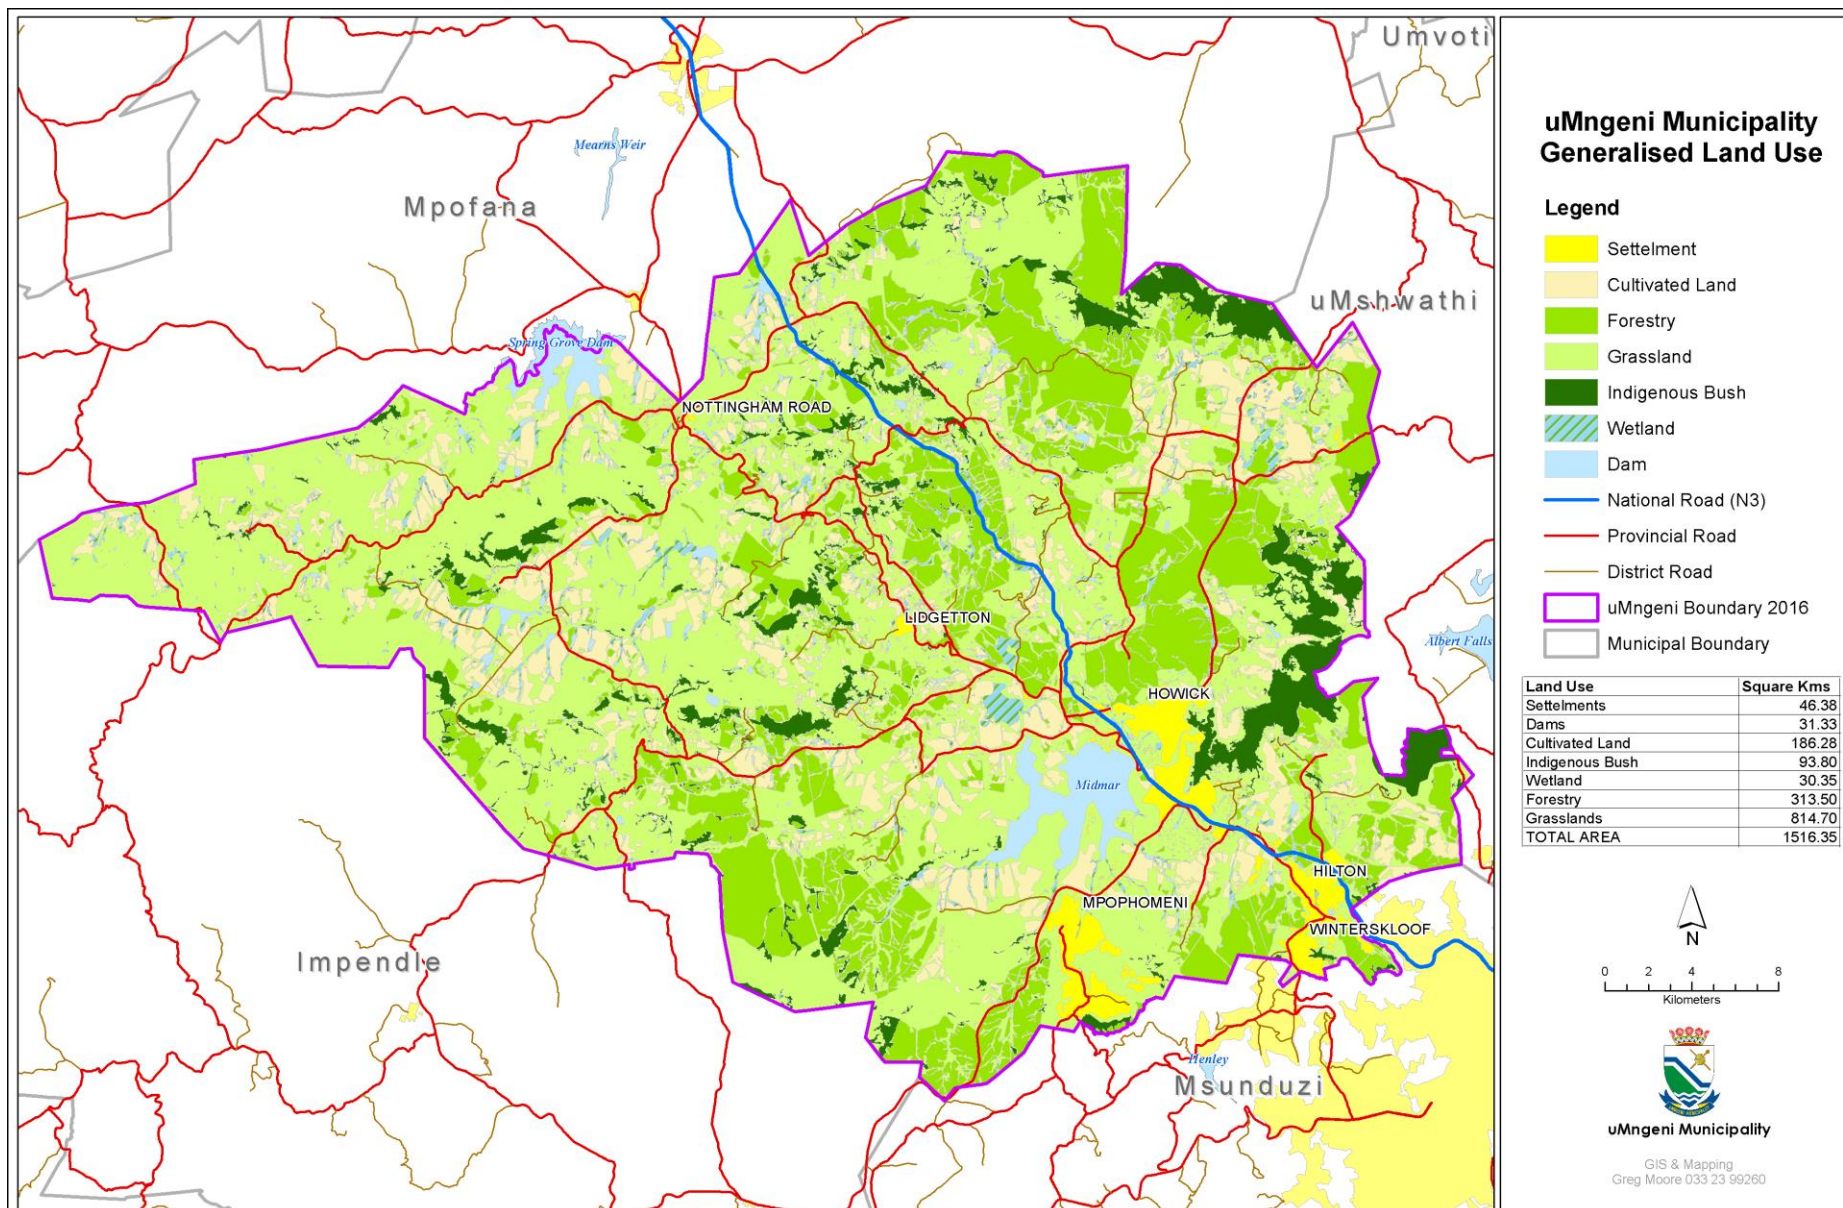 Umvoti
Mearns Weir
Mpofana
uMshwathi
Spring Grove Dam
NOTTINGHAM ROAD
LIDGETTON
Albert Falls
HOWICK
Midmar
HILTON
MPOPHOMENI
WINTERSKLOOF
Impendle
Henley
Msunduzi
uMngeni Municipality
Generalised Land Use
Legend
Settelment
Cultivated Land
Forestry
Grassland
Indigenous Bush
Wetland
Dam
National Road (N3)
Provincial Road
District Road
uMngeni Boundary 2016
Municipal Boundary
Land Use Square Kms
Settelments 46.38
Dams 31.33
Cultivated Land 186.28
Indigenous Bush 93.80
Wetland 30.35
Forestry 313.50
Grasslands 814.70
TOTAL AREA 1516.35
N
0 2 4 8
Kilometers
uMngeni Municipality
GIS & Mapping
Greg Moore 033 23 99260